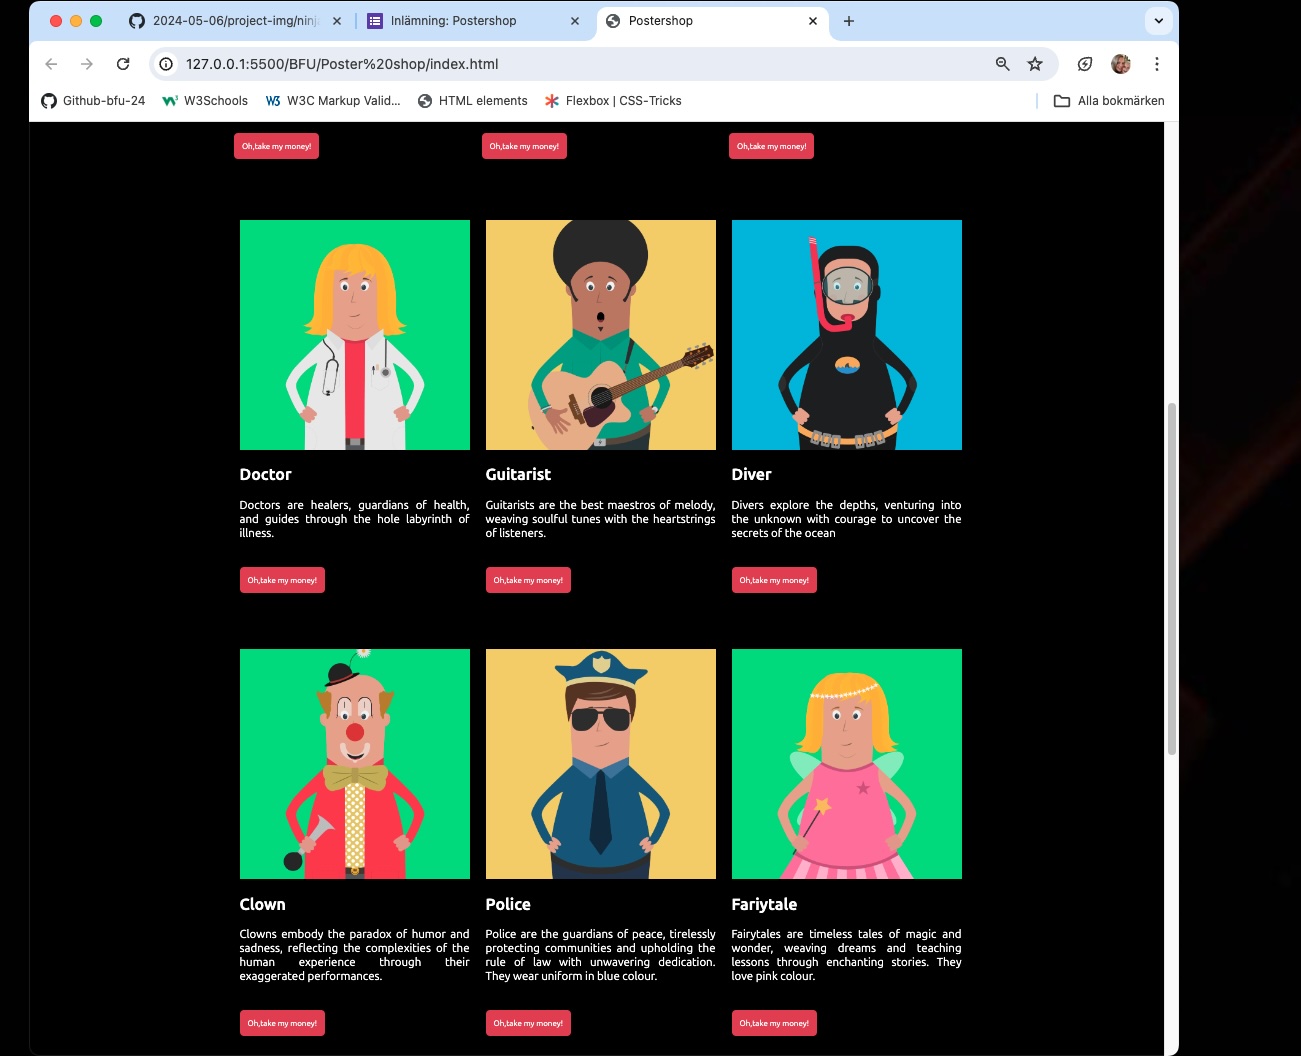 2024-05-06/project-img/ninj
Inlämning: Postershop
Postershop
127.0.0.1:5500/BFU/Poster%20shop/index.html
Github-bfu-24
W3Schools
W3C Markup Valid...
HTML elements
Flexbox | CSS-Tricks
Alla bokmärken
Oh,take my money!
Oh,take my money!
Oh,take my money!
Doctor
Doctors are healers, guardians of health,
and guides through the hole labyrinth of
illness.
Oh,take my money!
Guitarist
Guitarists are the best maestros of melody,
weaving soulful tunes with the heartstrings
of listeners.
Oh,take my money!
Diver
Divers explore the depths, venturing into
the unknown with courage to uncover the
secrets of the ocean
Oh,take my money!
Clown
Clowns embody the paradox of humor and
sadness, reflecting the complexities of the
human experience through their
exaggerated performances.
Oh,take my money!
Police
Police are the guardians of peace, tirelessly
protecting communities and upholding the
rule of law with unwavering dedication.
They wear uniform in blue colour.
Oh,take my money!
Fariytale
Fairytales are timeless tales of magic and
wonder, weaving dreams and teaching
lessons through enchanting stories. They
love pink colour.
Oh,take my money!